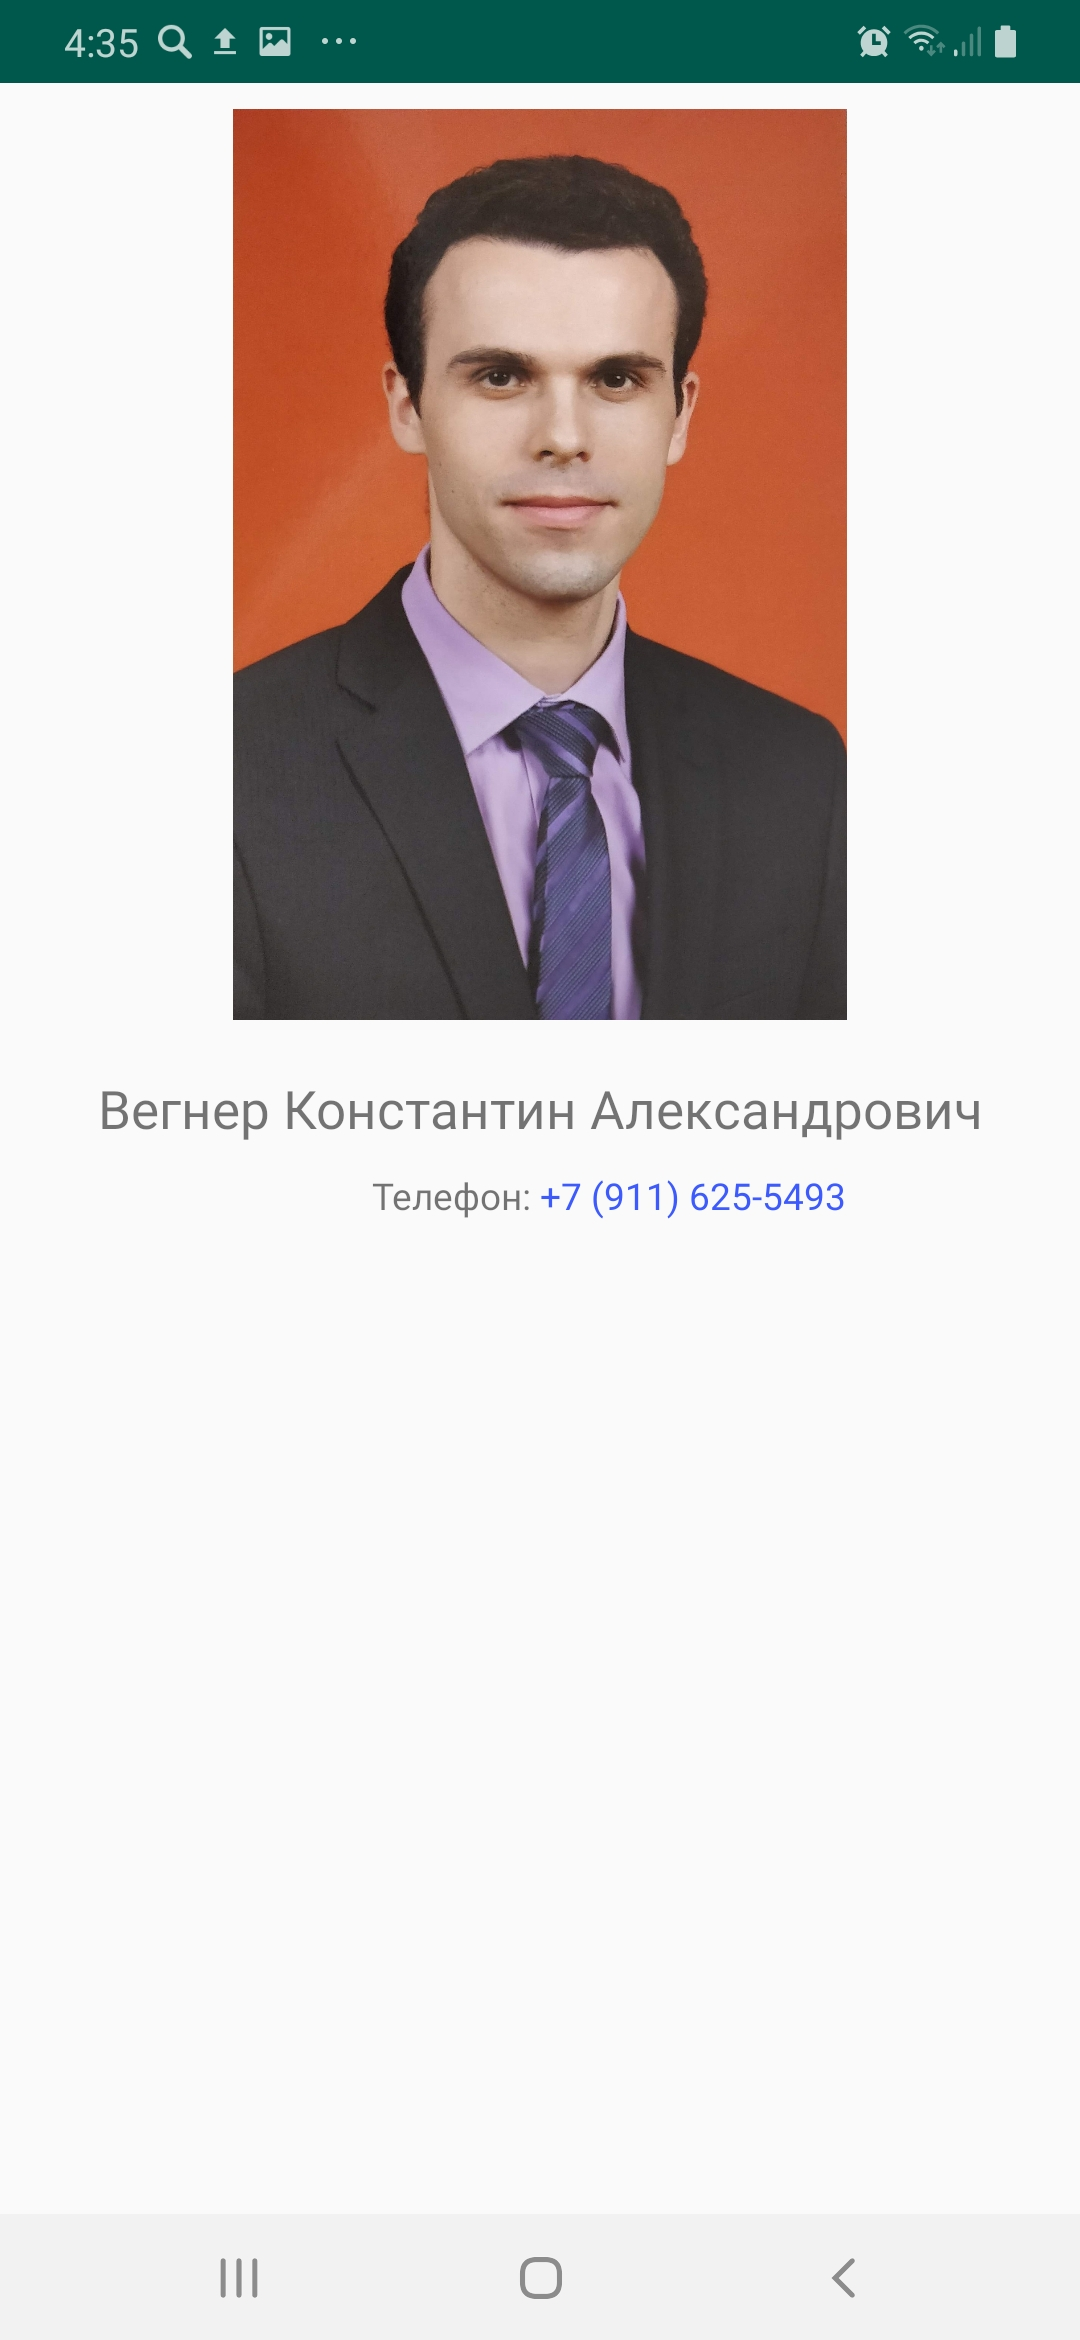 4:35
Вегнер Константин Александрович
Телефон: +7 (911) 625-5493